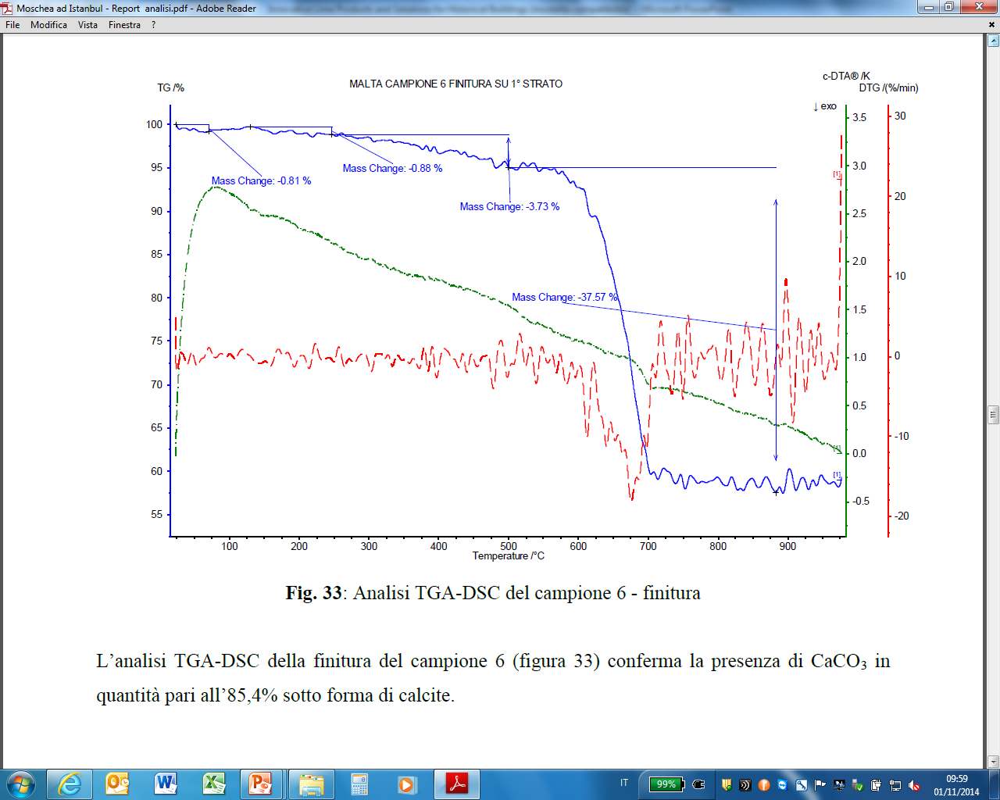 Moschea ad Istanbul - Report analisi.pdf - Adobe Reader
File Modifica Vista Finestra ?
TG /%
MALTA CAMPIONE 6 FINITURA SU 1° STRATO
c-DTA® /K
DTG /(%/min)
↓ exo
100
95
90
85
80
75
70
65
60
55
Mass Change: -0.81 %
Mass Change: -0.88 %
Mass Change: -3.73 %
Mass Change: -37.57 %
[1]
[1]
[1]
3.5
3.0
2.5
2.0
1.5
1.0
0.5
0.0
-0.5
30
20
10
0
-10
-20
100 200 300 400 500 600 700 800 900
Temperature /°C
Fig. 33: Analisi TGA-DSC del campione 6 - finitura
L’analisi TGA-DSC della finitura del campione 6 (figura 33) conferma la presenza di CaCO₃ in
quantità pari all’85,4% sotto forma di calcite.
IT
99%
09:59
01/11/2014